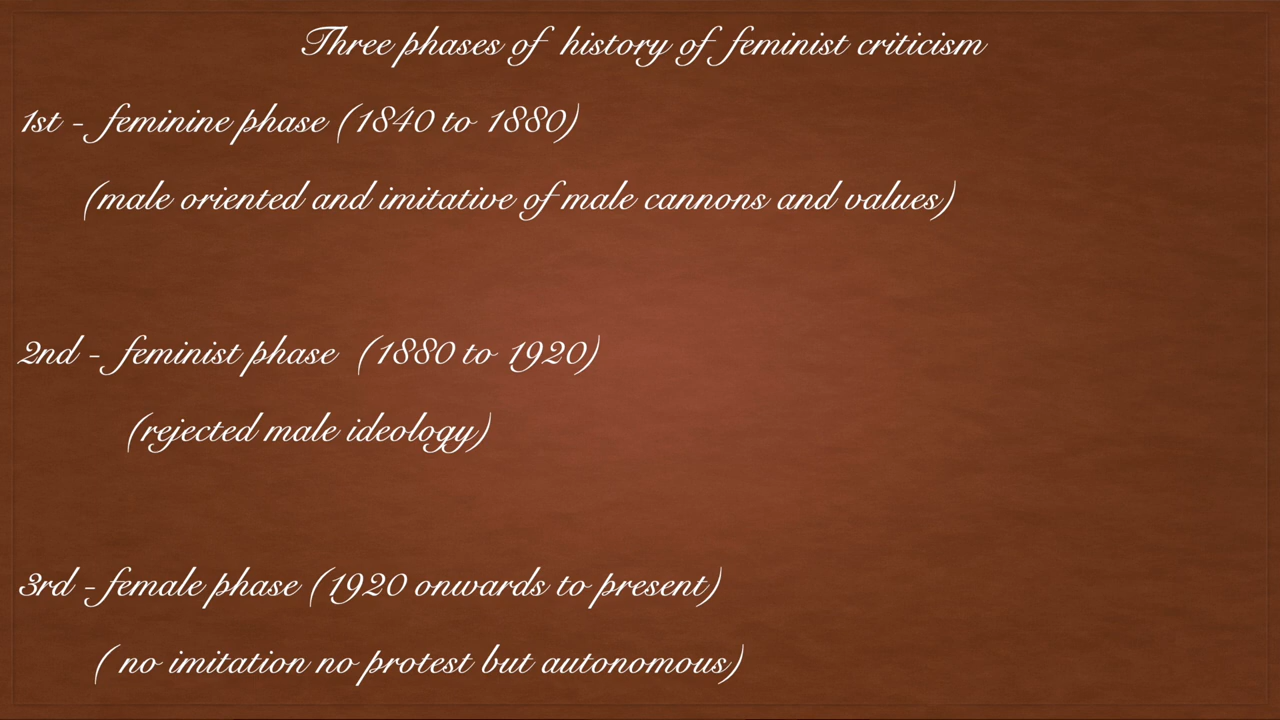 Three phases of history of feminist criticism
1st - feminine phase (1840 to 1880)
(male oriented and imitative of male cannons and values)
2nd - feminist phase (1880 to 1920)
(rejected male ideology)
3rd - female phase (1920 onwards to present)
( no imitation no protest but autonomous)